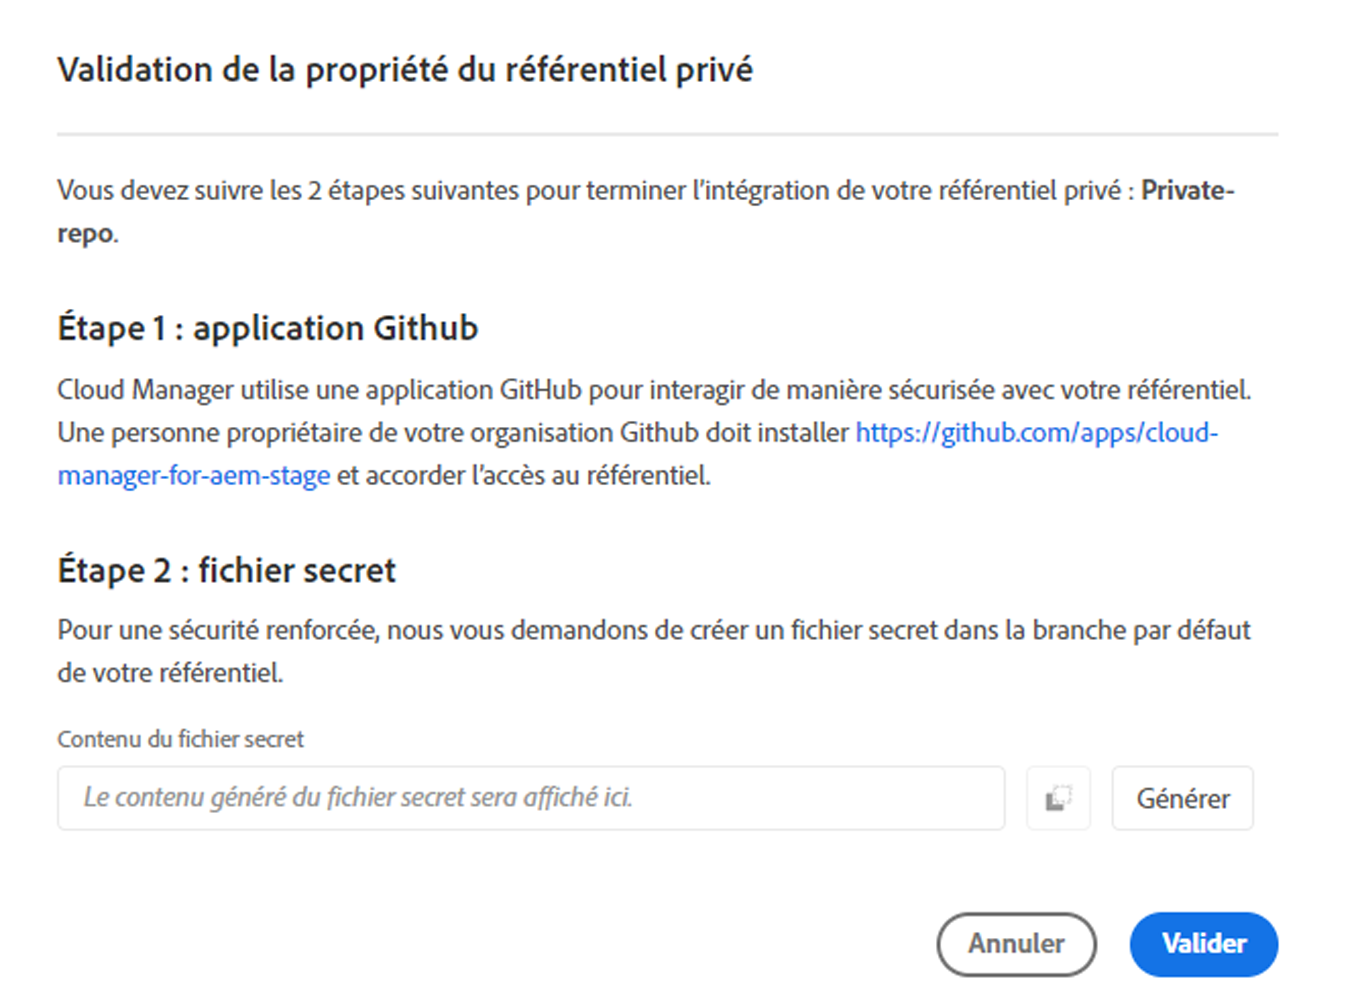 Validation de la propriété du référentiel privé
Vous devez suivre les 2 étapes suivantes pour terminer l’intégration de votre référentiel privé : Private-
repo.
Étape 1 : application Github
Cloud Manager utilise une application GitHub pour interagir de manière sécurisée avec votre référentiel.
Une personne propriétaire de votre organisation Github doit installer https://github.com/apps/cloud-
manager-for-aem-stage et accorder l’accès au référentiel.
Étape 2 : fichier secret
Pour une sécurité renforcée, nous vous demandons de créer un fichier secret dans la branche par défaut
de votre référentiel.
Contenu du fichier secret
Le contenu généré du fichier secret sera affiché ici.
Générer
Annuler
Valider